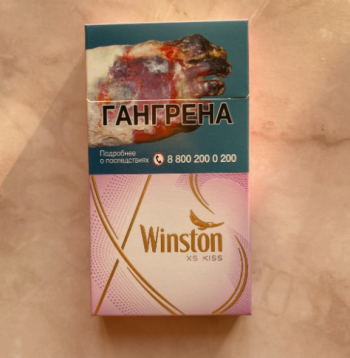 ГАНГРЕНА
Подробнее
о последствиях 8 800 200 0 200
Winston
XS KISS